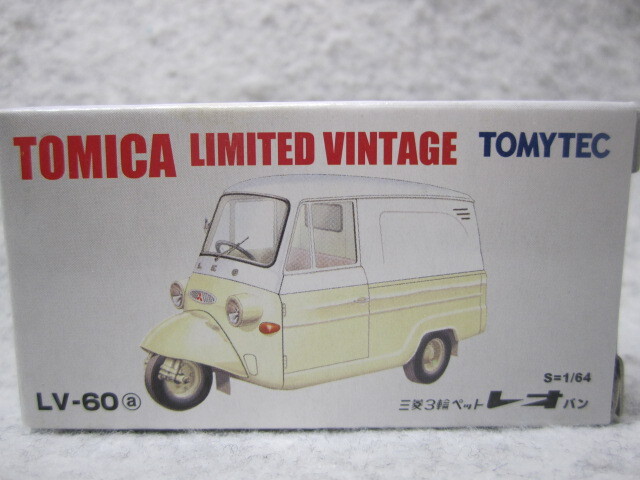 TOMICA LIMITED VINTAGE TOMYTEC
LEO
S=1/64
LV-60ⓐ 三菱3輪ペット レオ バン